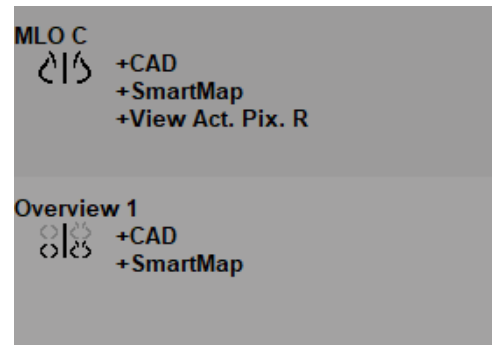 MLO C
+CAD
+SmartMap
+View Act. Pix. R
Overview 1
+CAD
+SmartMap